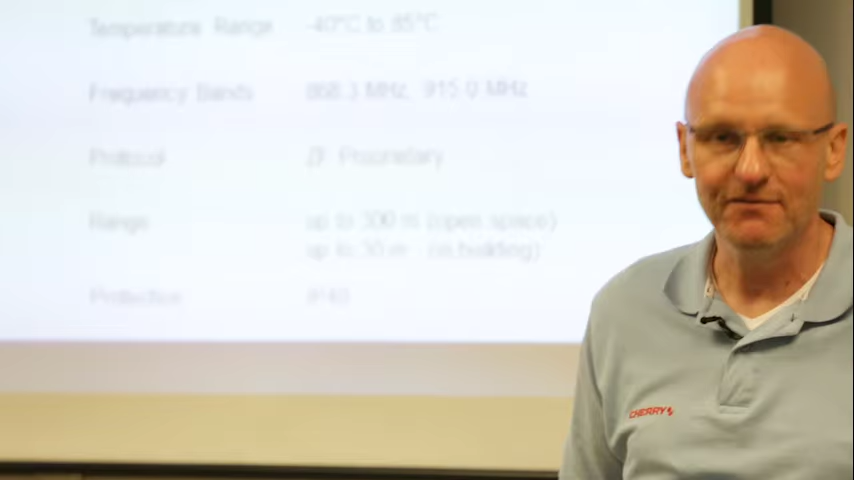 Temperature Range -40°C to 85°C
Frequency Bands 868.3 MHz, 915.0 MHz
Protocol ZF Proprietary
Range up to 300 m (open space)
up to 30 m (in building)
Protection
CHERRY